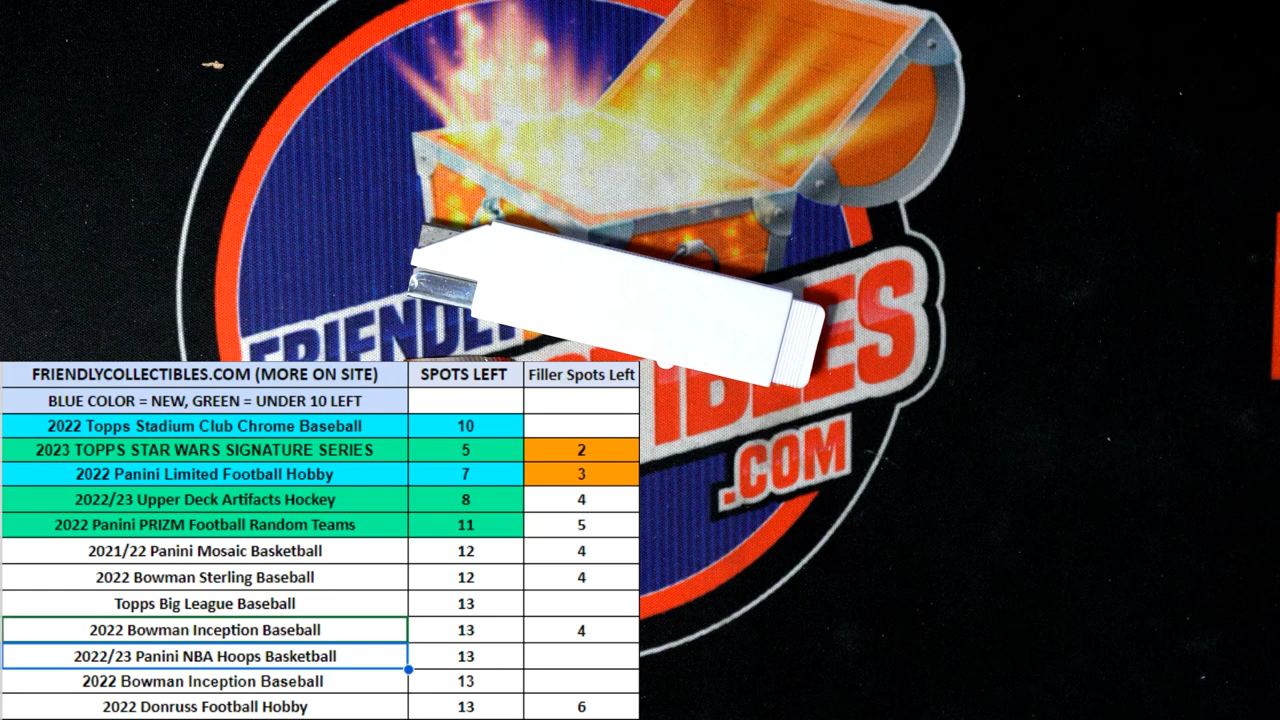 FRIENDLY
IBLES
.COM
FRIENDLYCOLLECTIBLES.COM (MORE ON SITE) SPOTS LEFT Filler Spots Left
BLUE COLOR = NEW, GREEN = UNDER 10 LEFT
2022 Topps Stadium Club Chrome Baseball 10
2023 TOPPS STAR WARS SIGNATURE SERIES 5 2
2022 Panini Limited Football Hobby 7 3
2022/23 Upper Deck Artifacts Hockey 8 4
2022 Panini PRIZM Football Random Teams 11 5
2021/22 Panini Mosaic Basketball 12 4
2022 Bowman Sterling Baseball 12 4
Topps Big League Baseball 13
2022 Bowman Inception Baseball 13 4
2022/23 Panini NBA Hoops Basketball 13
2022 Bowman Inception Baseball 13
2022 Donruss Football Hobby 13 6